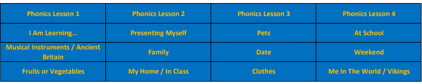 Phonics Lesson 1 Phonics Lesson 2 Phonics Lesson 3 Phonics Lesson 4
I Am Learning... Presenting Myself Pets At School
Musical Instruments / Ancient
Britain Family Date Weekend
Fruits or Vegetables My Home / In Class Clothes Me In The World / Vikings